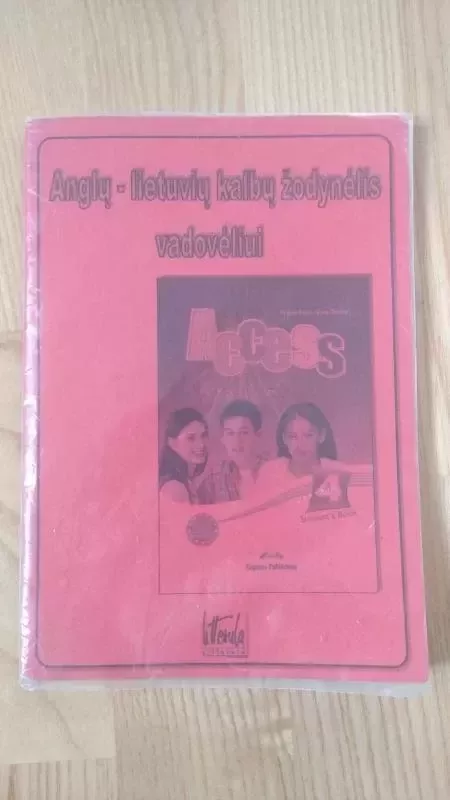 Anglų - lietuvių kalbų žodynėlis
vadovėliui
Access
4
Student's Book
Express Publishing